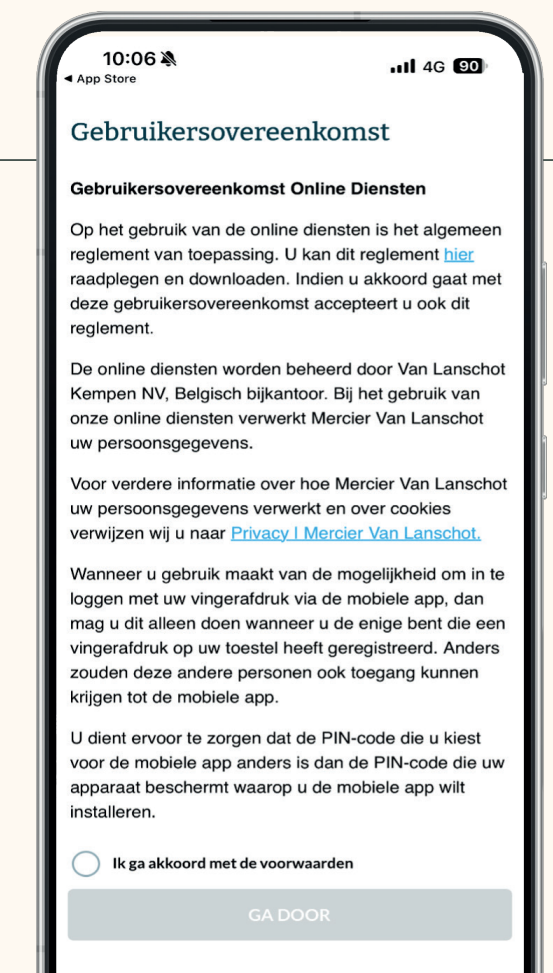 10:06
4G 90
◀ App Store
Gebruikersovereenkomst
Gebruikersovereenkomst Online Diensten
Op het gebruik van de online diensten is het algemeen
reglement van toepassing. U kan dit reglement hier
raadplegen en downloaden. Indien u akkoord gaat met
deze gebruikersovereenkomst accepteert u ook dit
reglement.
De online diensten worden beheerd door Van Lanschot
Kempen NV, Belgisch bijkantoor. Bij het gebruik van
onze online diensten verwerkt Mercier Van Lanschot
uw persoonsgegevens.
Voor verdere informatie over hoe Mercier Van Lanschot
uw persoonsgegevens verwerkt en over cookies
verwijzen wij u naar Privacy | Mercier Van Lanschot.
Wanneer u gebruik maakt van de mogelijkheid om in te
loggen met uw vingerafdruk via de mobiele app, dan
mag u dit alleen doen wanneer u de enige bent die een
vingerafdruk op uw toestel heeft geregistreerd. Anders
zouden deze andere personen ook toegang kunnen
krijgen tot de mobiele app.
U dient ervoor te zorgen dat de PIN-code die u kiest
voor de mobiele app anders is dan de PIN-code die uw
apparaat beschermt waarop u de mobiele app wilt
installeren.
Ik ga akkoord met de voorwaarden
GA DOOR